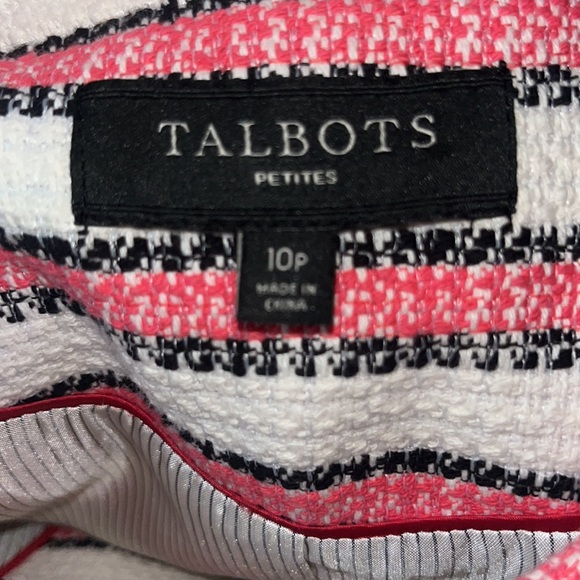 TALBOTS
PETITES
10P
MADE IN
CHINA